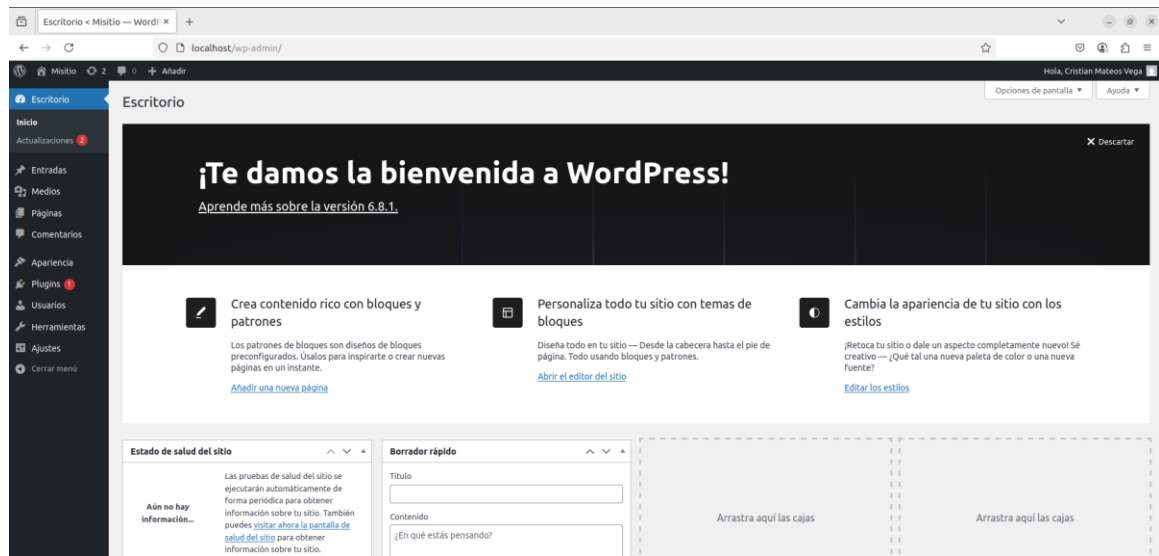 Escritorio < Misitio — WordP
localhost/wp-admin/
Misitio 2 0 Añadir
Hola, Cristian Mateos Vega
Escritorio
Inicio
Actualizaciones 2
Entradas
Medios
Páginas
Comentarios
Apariencia
Plugins 1
Usuarios
Herramientas
Ajustes
Cerrar menú
Opciones de pantalla
Ayuda
Escritorio
Descartar
¡Te damos la bienvenida a WordPress!
Aprende más sobre la versión 6.8.1.
Crea contenido rico con bloques y
patrones
Los patrones de bloques son diseños de bloques
preconfigurados. Úsalos para inspirarte o crear nuevas
páginas en un instante.
Añadir una nueva página
Personaliza todo tu sitio con temas de
bloques
Diseña todo en tu sitio — Desde la cabecera hasta el pie de
página. Todo usando bloques y patrones.
Abrir el editor del sitio
Cambia la apariencia de tu sitio con los
estilos
¡Retoca tu sitio o dale un aspecto completamente nuevo! Sé
creativo — ¿Qué tal una nueva paleta de color o una nueva
fuente?
Editar los estilos
Estado de salud del sitio
Aún no hay
información...
Las pruebas de salud del sitio se
ejecutarán automáticamente de
forma periódica para obtener
información sobre tu sitio. También
puedes visitar ahora la pantalla de
salud del sitio para obtener
información sobre tu sitio.
Borrador rápido
Título
Contenido
¿En qué estás pensando?
Arrastra aquí las cajas
Arrastra aquí las cajas